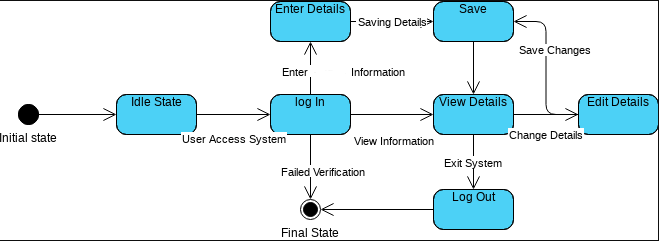 Enter Details
Saving Details
Save
Save Changes
Enter Information
Idle State
log In
View Details
Edit Details
Initial state
User Access System
View Information
Change Details
Failed Verification
Exit System
Log Out
Final State